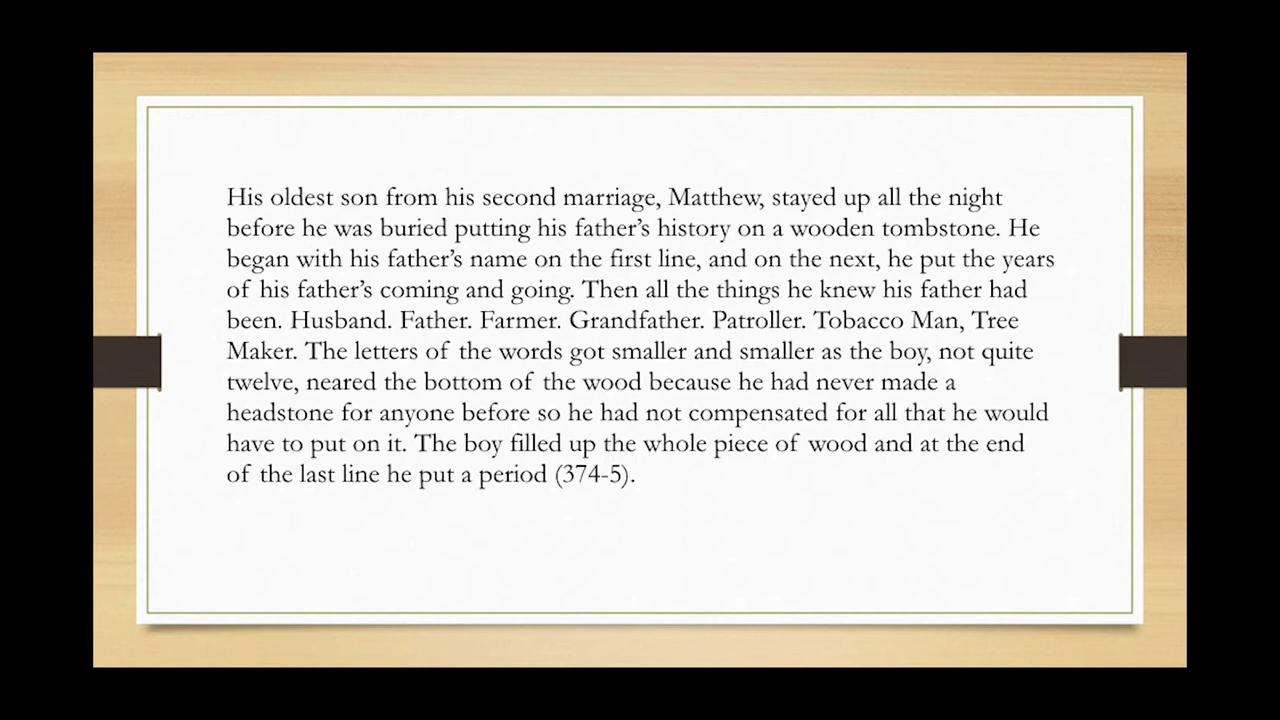 His oldest son from his second marriage, Matthew, stayed up all the night
before he was buried putting his father’s history on a wooden tombstone. He
began with his father’s name on the first line, and on the next, he put the years
of his father’s coming and going. Then all the things he knew his father had
been. Husband. Father. Farmer. Grandfather. Patroller. Tobacco Man, Tree
Maker. The letters of the words got smaller and smaller as the boy, not quite
twelve, neared the bottom of the wood because he had never made a
headstone for anyone before so he had not compensated for all that he would
have to put on it. The boy filled up the whole piece of wood and at the end
of the last line he put a period (374-5).